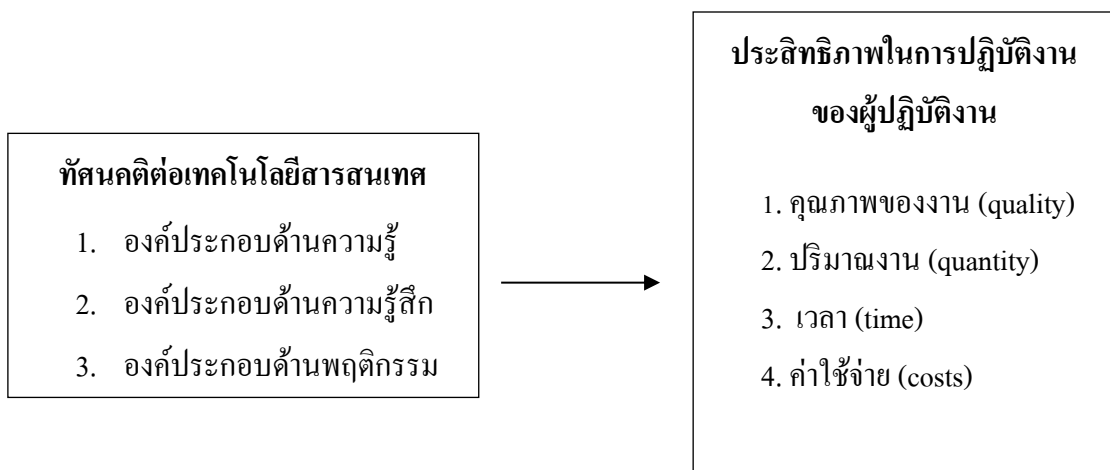 ทัศนคติต่อเทคโนโลยีสารสนเทศ
1. องค์ประกอบด้านความรู้
2. องค์ประกอบด้านความรู้สึก
3. องค์ประกอบด้านพฤติกรรม
ประสิทธิภาพในการปฏิบัติงาน
ของผู้ปฏิบัติงาน
1. คุณภาพของงาน (quality)
2. ปริมาณงาน (quantity)
3. เวลา (time)
4. ค่าใช้จ่าย (costs)